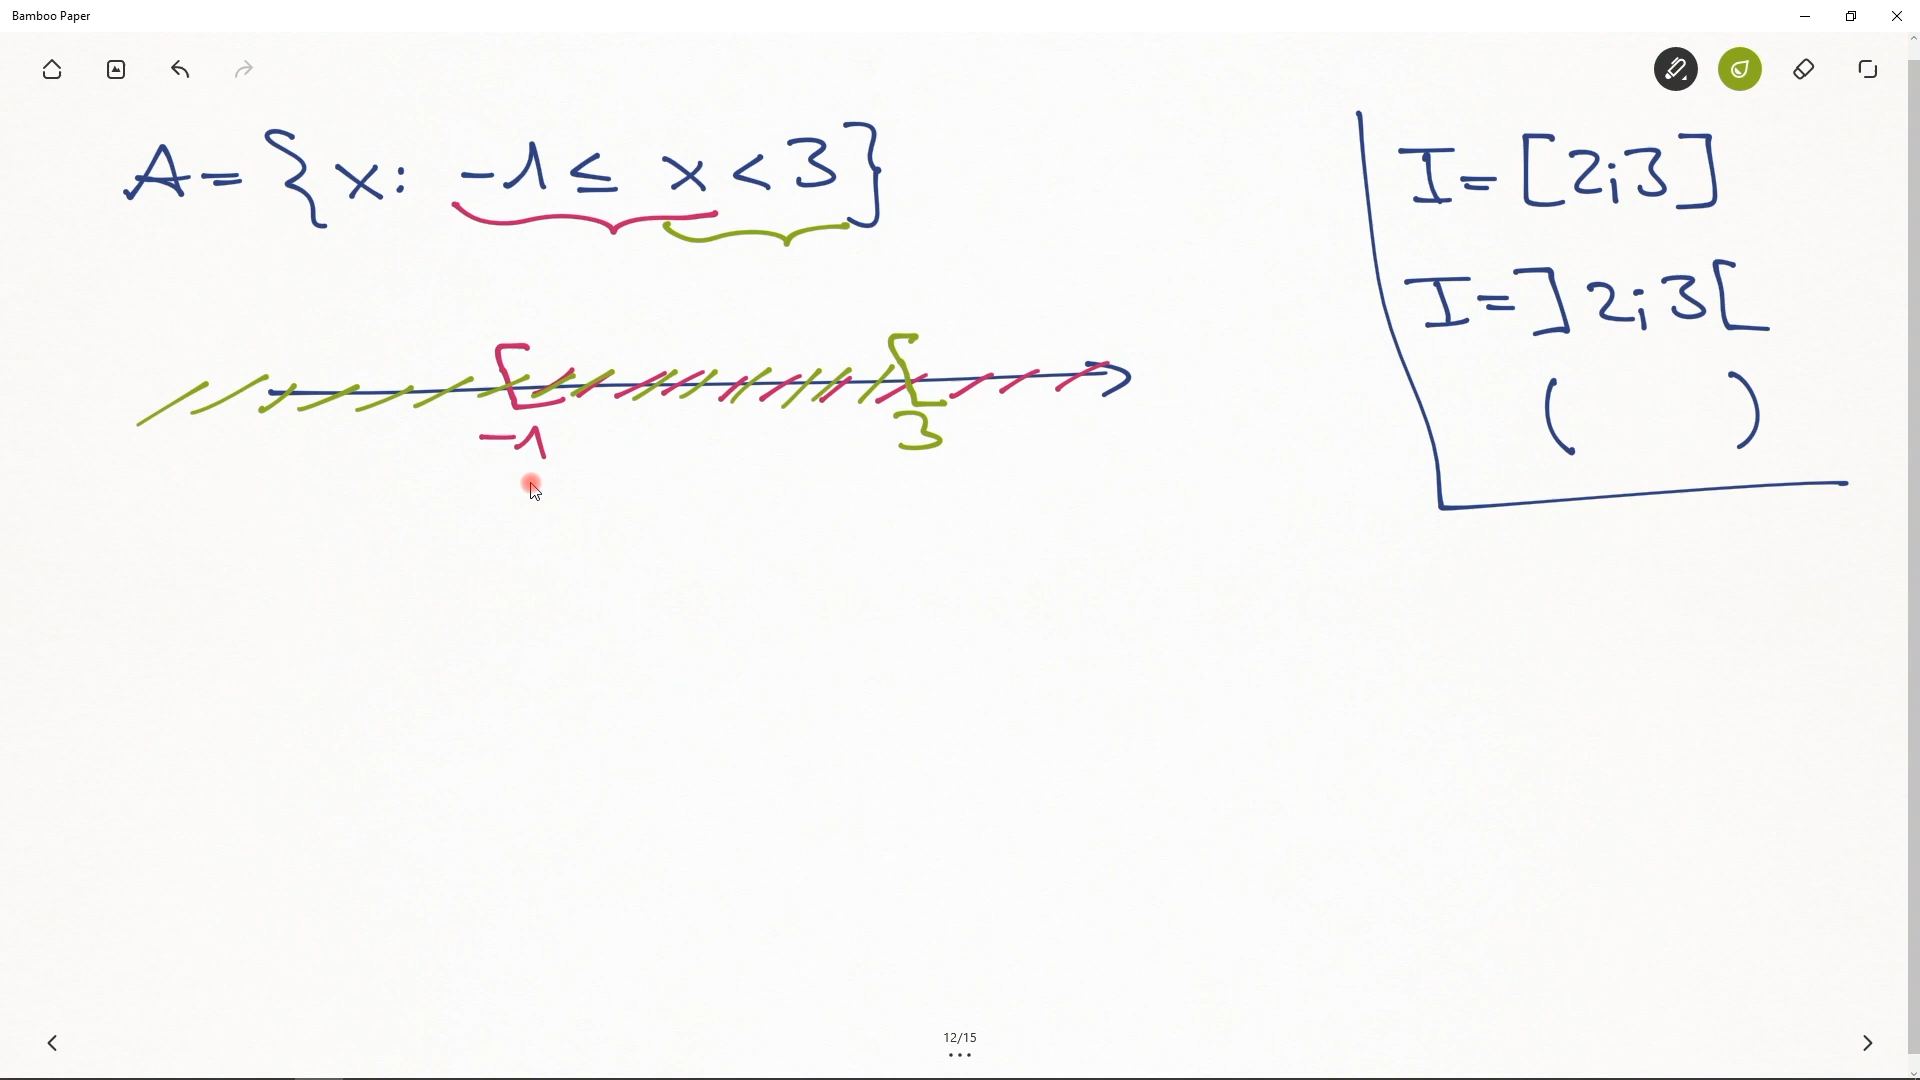 Bamboo Paper
A = { x: -1 ≤ x < 3 }
[ [
-1 3
I = [2;3]
I = ]2;3[
( )
12/15